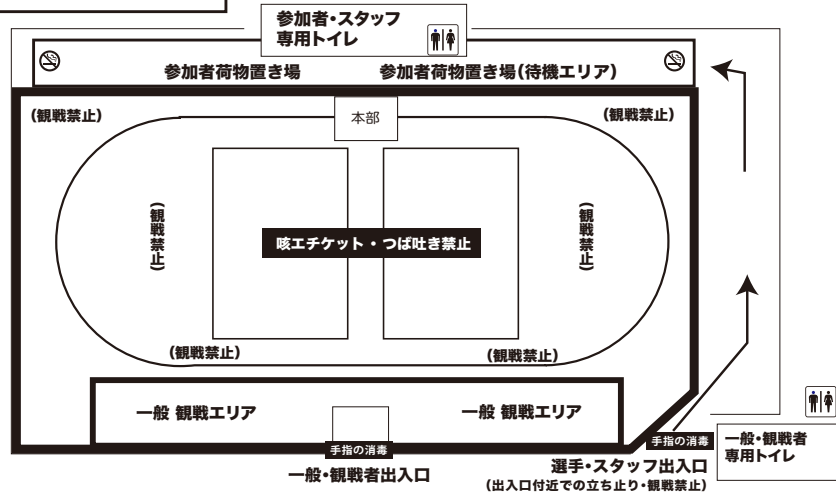 参加者・スタッフ
専用トイレ
参加者荷物置き場
参加者荷物置き場(待機エリア)
(観戦禁止)
本部
(観戦禁止)
(観戦禁止)
(観戦禁止)
咳エチケット・つば吐き禁止
(観戦禁止)
(観戦禁止)
一般 観戦エリア
一般 観戦エリア
手指の消毒
一般・観戦者出入口
手指の消毒
選手・スタッフ出入口
(出入口付近での立ち止り・観戦禁止)
一般・観戦者
専用トイレ